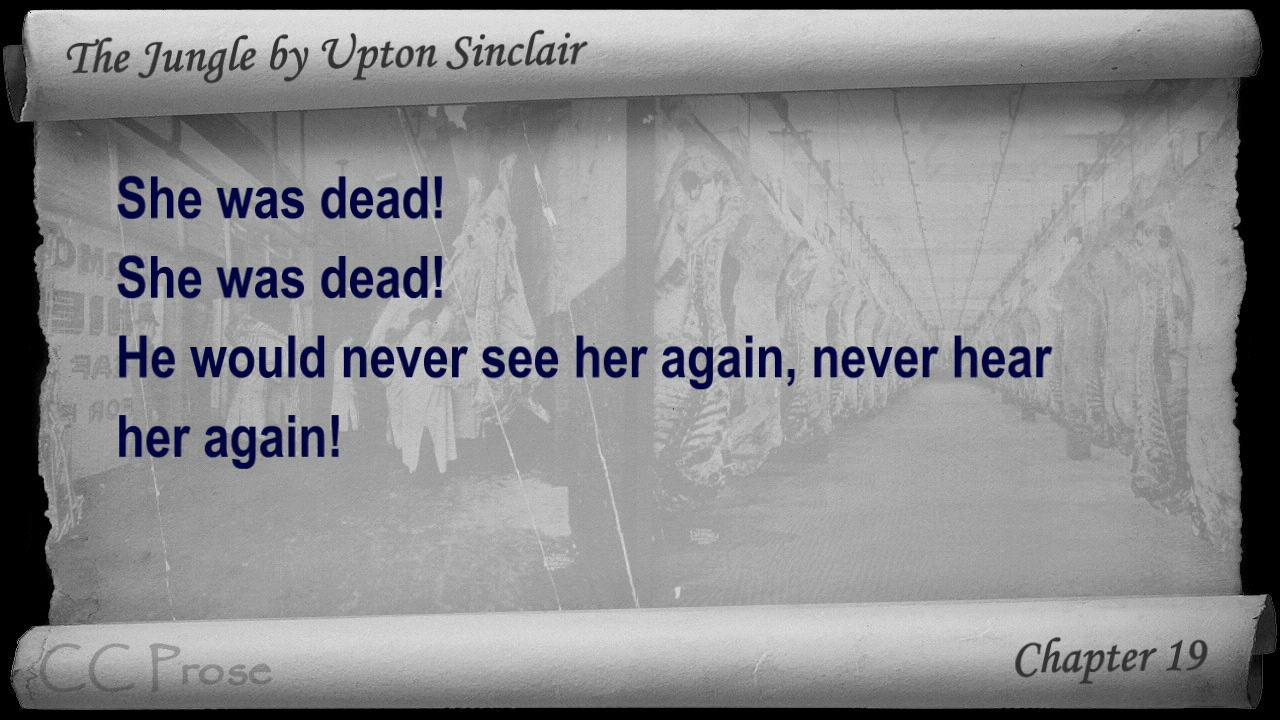 The Jungle by Upton Sinclair
She was dead!
She was dead!
He would never see her again, never hear
her again!
CC Prose
Chapter 19